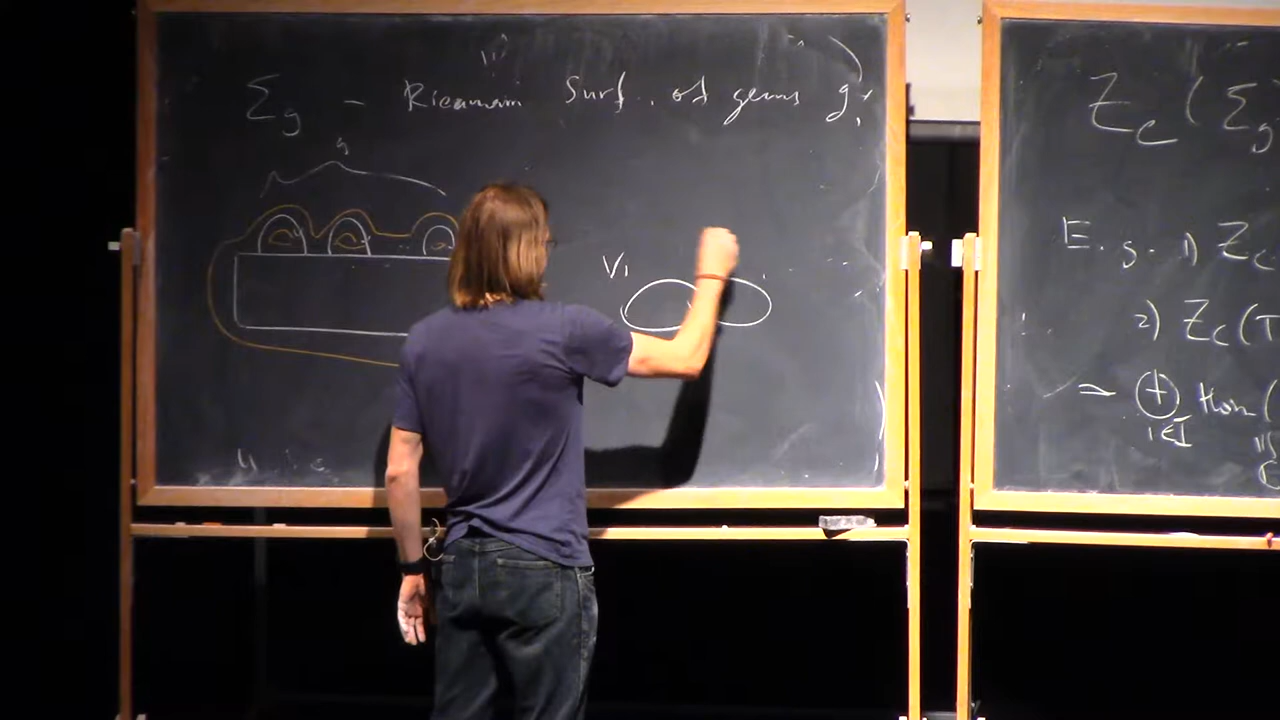 Σg - Riemann Surf. of genus g.
g
V1
Zc (Σg
E.g. 1) Zc
2) Zc (T
= ⊕ Hom (
i∈I